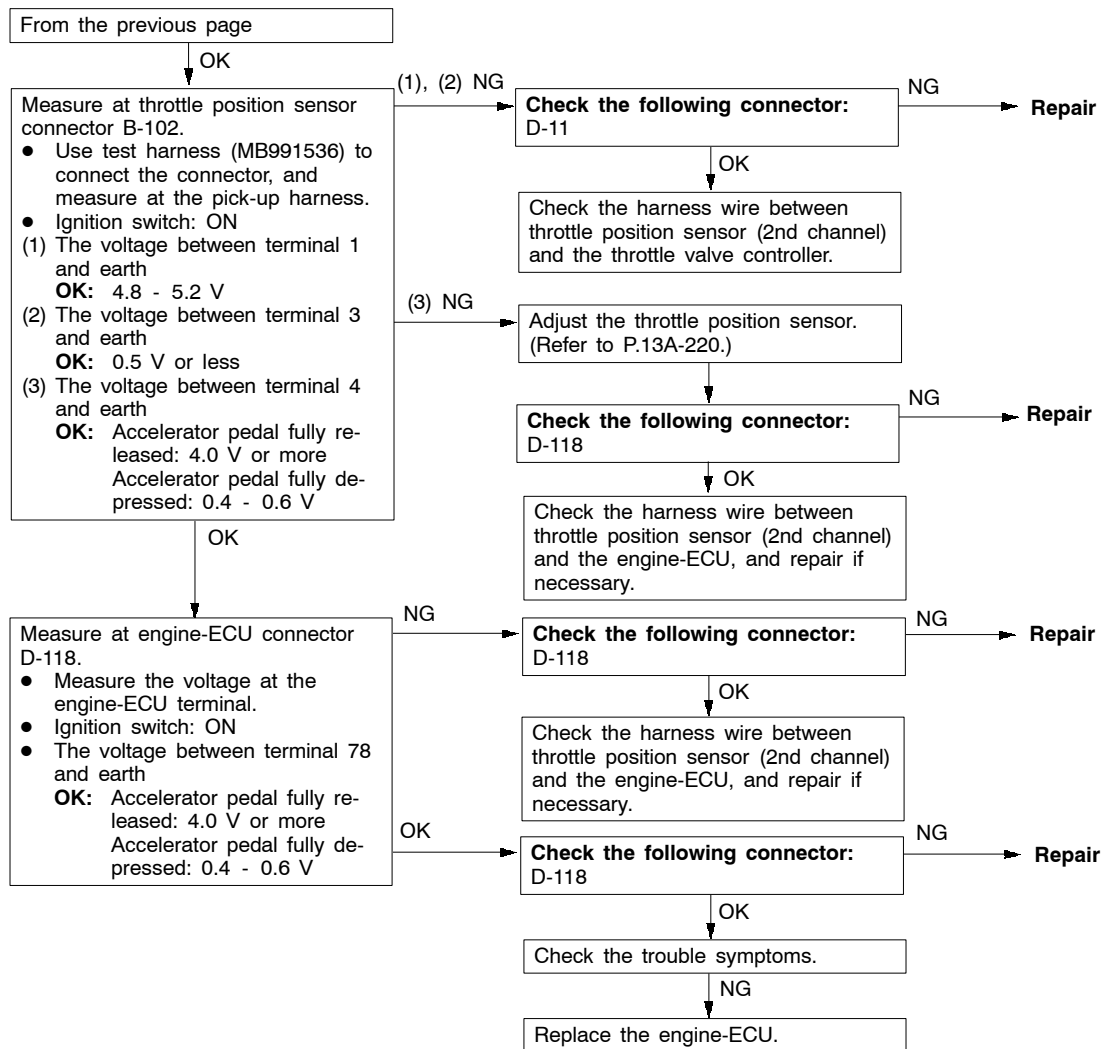 From the previous page
OK
Measure at throttle position sensor
connector B-102.
● Use test harness (MB991536) to
connect the connector, and
measure at the pick-up harness.
● Ignition switch: ON
(1) The voltage between terminal 1
and earth
OK: 4.8 - 5.2 V
(2) The voltage between terminal 3
and earth
OK: 0.5 V or less
(3) The voltage between terminal 4
and earth
OK: Accelerator pedal fully re-
leased: 4.0 V or more
Accelerator pedal fully de-
pressed: 0.4 - 0.6 V
(1), (2) NG
Check the following connector:
D-11
NG
Repair
OK
Check the harness wire between
throttle position sensor (2nd channel)
and the throttle valve controller.
(3) NG
Adjust the throttle position sensor.
(Refer to P.13A-220.)
Check the following connector:
D-118
NG
Repair
OK
Check the harness wire between
throttle position sensor (2nd channel)
and the engine-ECU, and repair if
necessary.
OK
Measure at engine-ECU connector
D-118.
● Measure the voltage at the
engine-ECU terminal.
● Ignition switch: ON
● The voltage between terminal 78
and earth
OK: Accelerator pedal fully re-
leased: 4.0 V or more
Accelerator pedal fully de-
pressed: 0.4 - 0.6 V
NG
Check the following connector:
D-118
NG
Repair
OK
Check the harness wire between
throttle position sensor (2nd channel)
and the engine-ECU, and repair if
necessary.
OK
Check the following connector:
D-118
NG
Repair
OK
Check the trouble symptoms.
NG
Replace the engine-ECU.